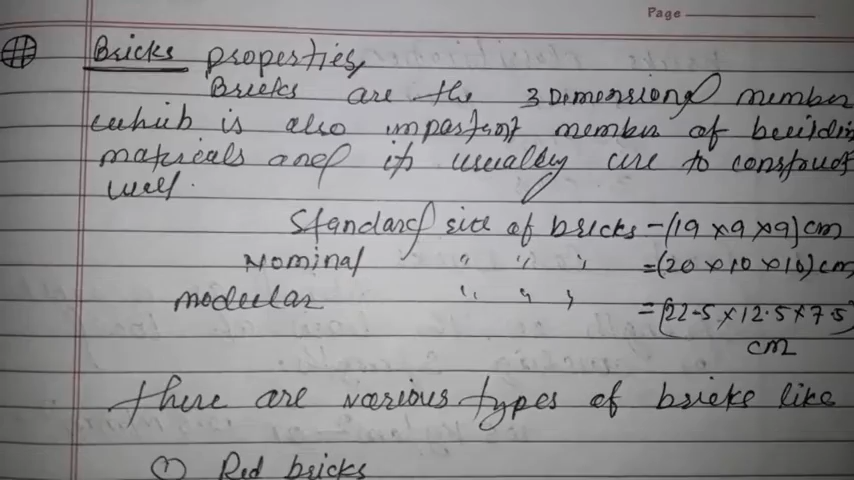 Page
Bricks properties,
Bricks are the 3 Dimensional member
which is also important member of buildin
materials and it usually use to construct
well.
Standard size of bricks - (19 x 9 x 9) cm
Nominal " " " = (20 x 10 x 10) cm
modular " " " = (22.5 x 12.5 x 7.5)
cm
There are various types of bricks like
① Red bricks